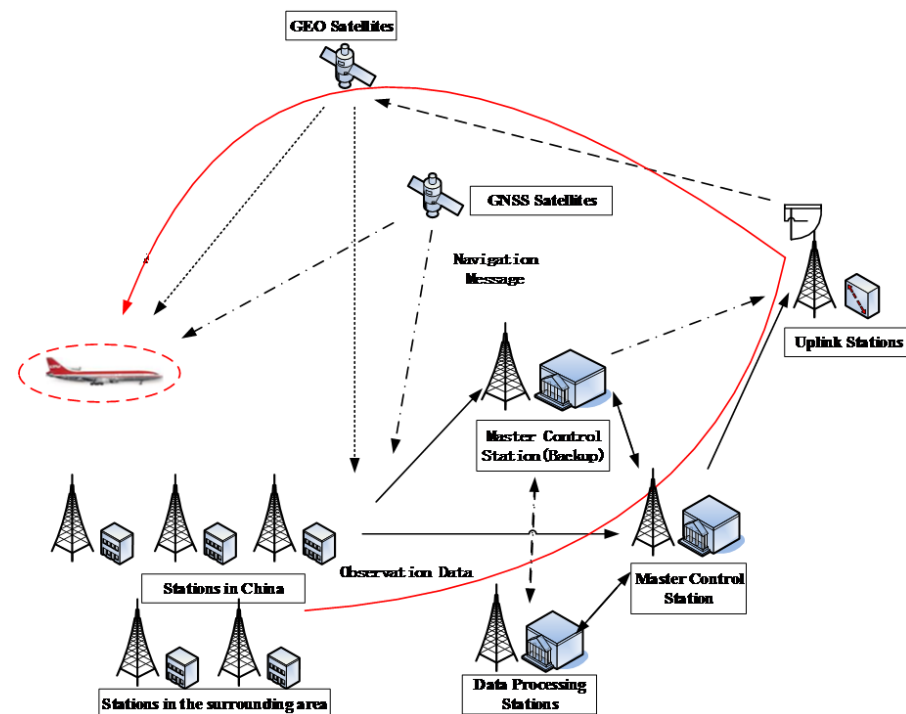 GEO Satellites
GNSS Satellites
Navigation
Message
Uplink Stations
Master Control
Station(Backup)
Observation Data
Stations in China
Master Control
Station
Data Processing
Stations
Stations in the surrounding area